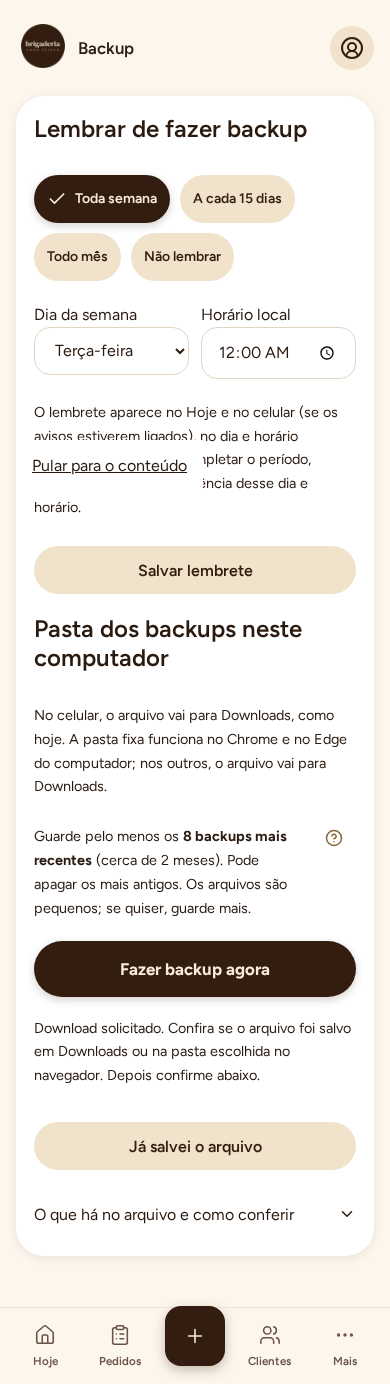 brigaderia
Backup
Lembrar de fazer backup
Toda semana
A cada 15 dias
Todo mês
Não lembrar
Dia da semana
Horário local
Terça-feira
12:00 AM
O lembrete aparece no Hoje e no celular (se os
avisos estiverem ligados), no dia e horário
período,
desse dia e
Pular para o conteúdo
horário.
Salvar lembrete
Pasta dos backups neste
computador
No celular, o arquivo vai para Downloads, como
hoje. A pasta fixa funciona no Chrome e no Edge
do computador; nos outros, o arquivo vai para
Downloads.
Guarde pelo menos os 8 backups mais
recentes (cerca de 2 meses). Pode
apagar os mais antigos. Os arquivos são
pequenos; se quiser, guarde mais.
Fazer backup agora
Download solicitado. Confira se o arquivo foi salvo
em Downloads ou na pasta escolhida no
navegador. Depois confirme abaixo.
Já salvei o arquivo
O que há no arquivo e como conferir
Hoje
Pedidos
Clientes
Mais